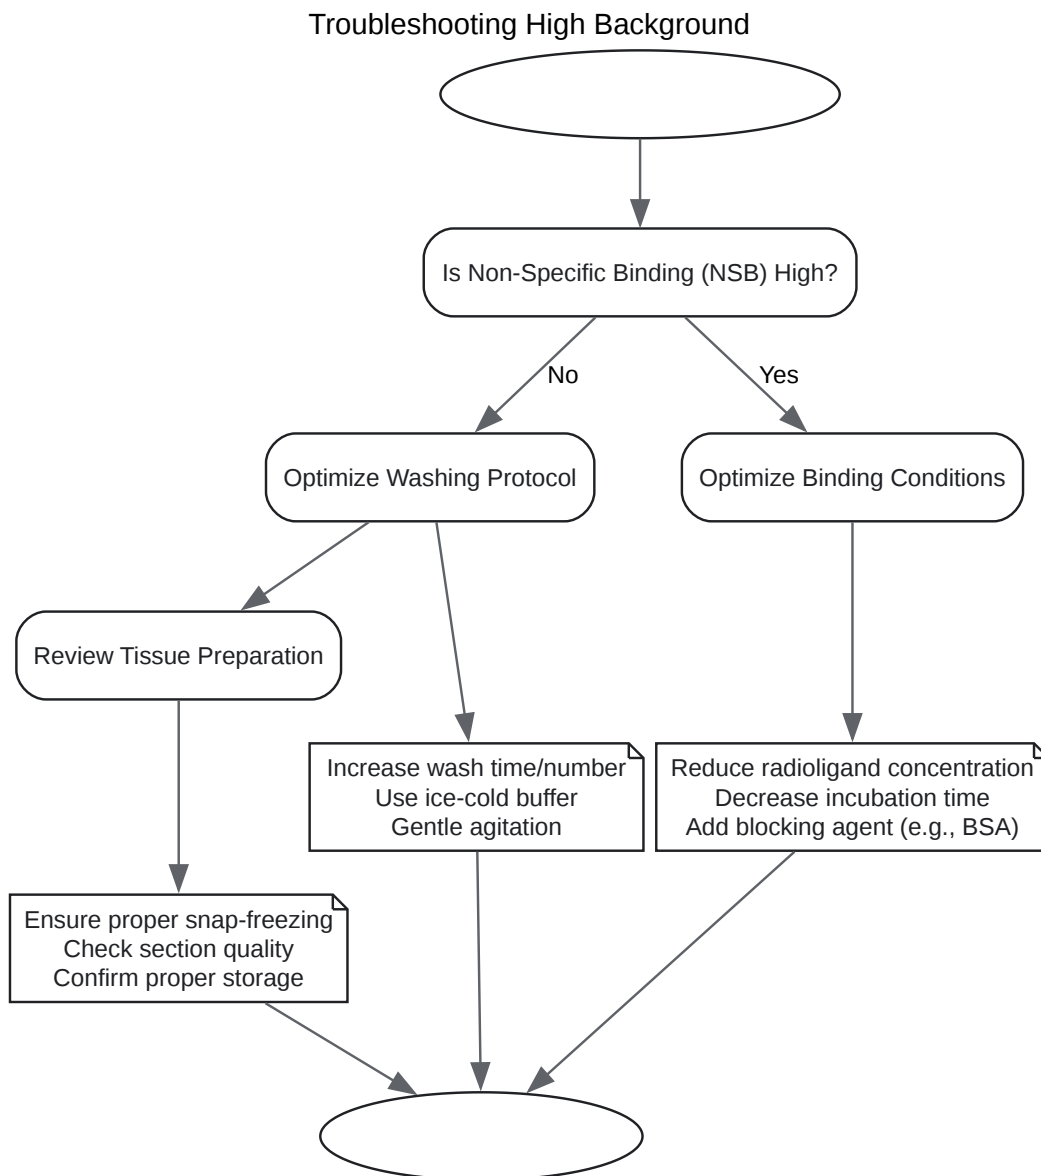 Troubleshooting High Background
Is Non-Specific Binding (NSB) High?
No
Yes
Optimize Washing Protocol
Optimize Binding Conditions
Review Tissue Preparation
Increase wash time/number
Use ice-cold buffer
Gentle agitation
Reduce radioligand concentration
Decrease incubation time
Add blocking agent (e.g., BSA)
Ensure proper snap-freezing
Check section quality
Confirm proper storage